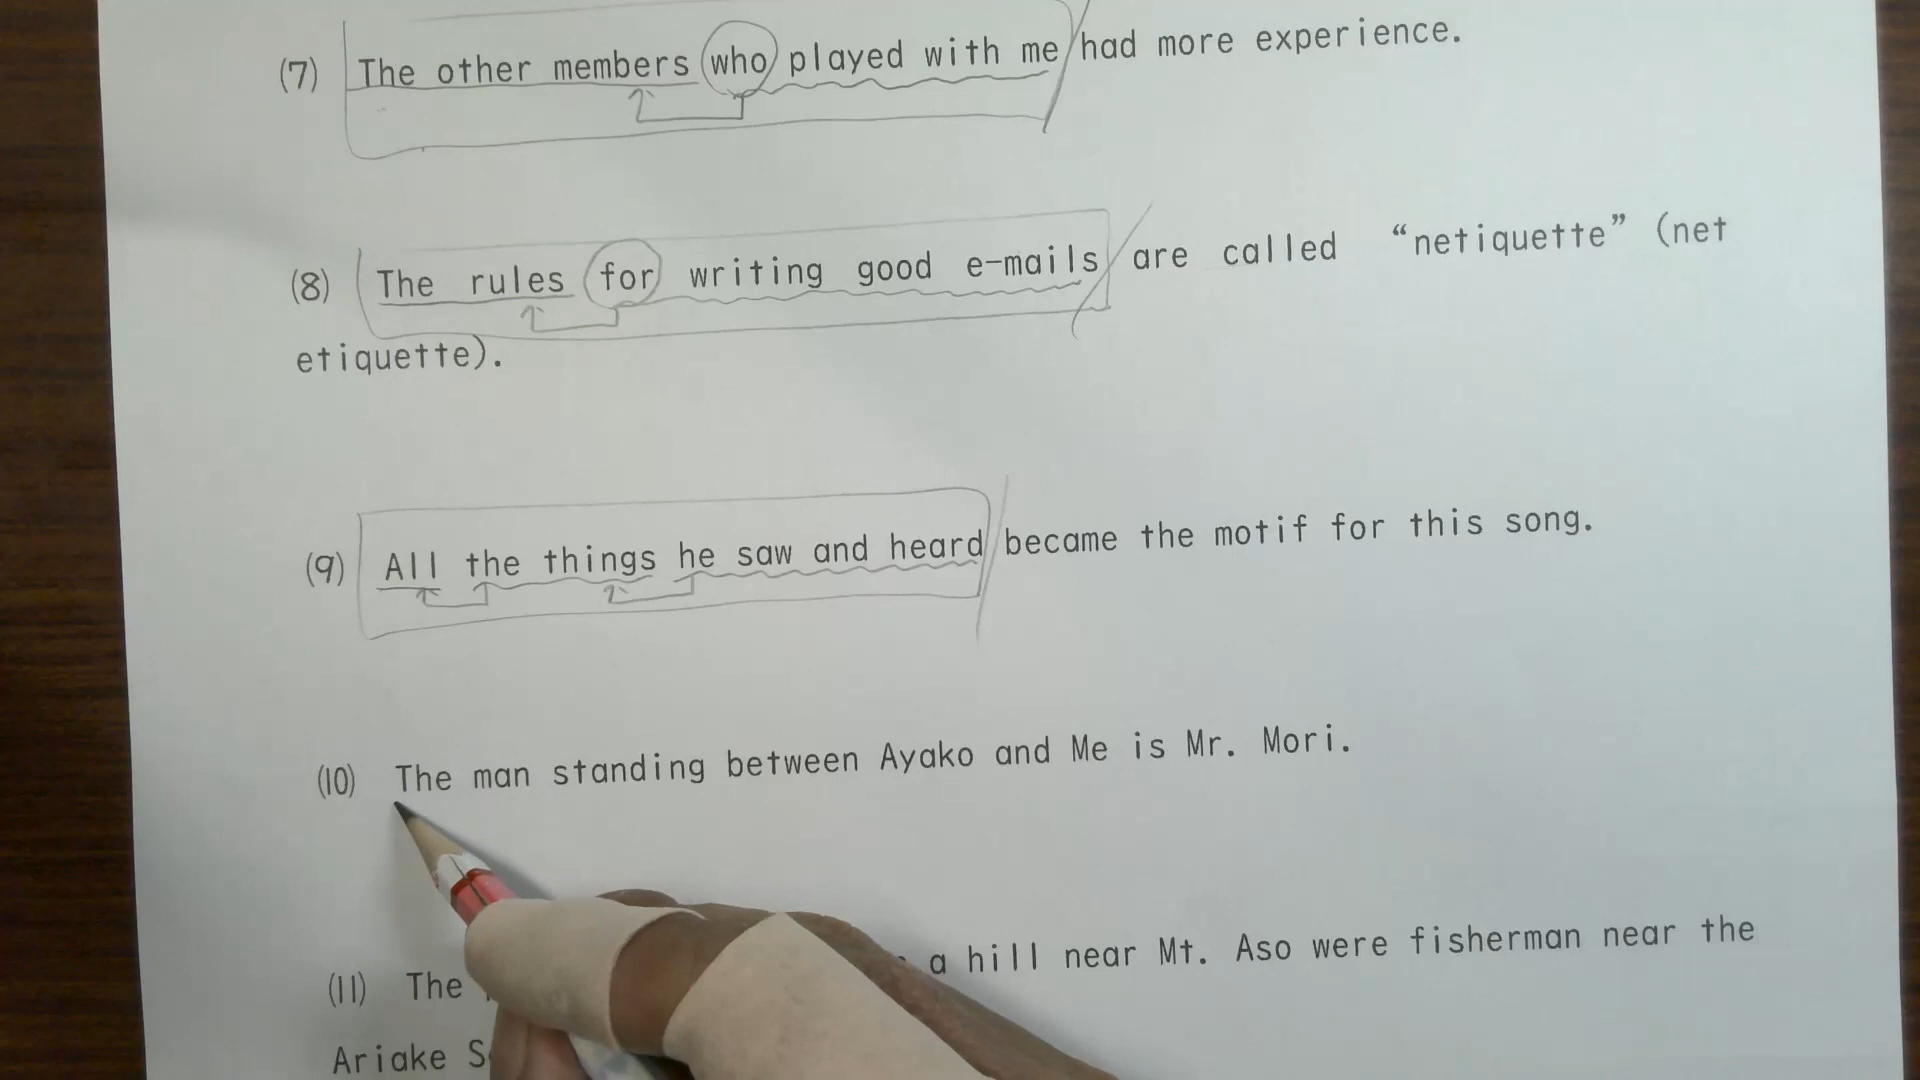 (7) The other members who played with me had more experience.
(8) The rules for writing good e-mails are called “netiquette” (net
etiquette).
(9) All the things he saw and heard became the motif for this song.
(10) The man standing between Ayako and Me is Mr. Mori.
(11) The a hill near Mt. Aso were fisherman near the
Ariake